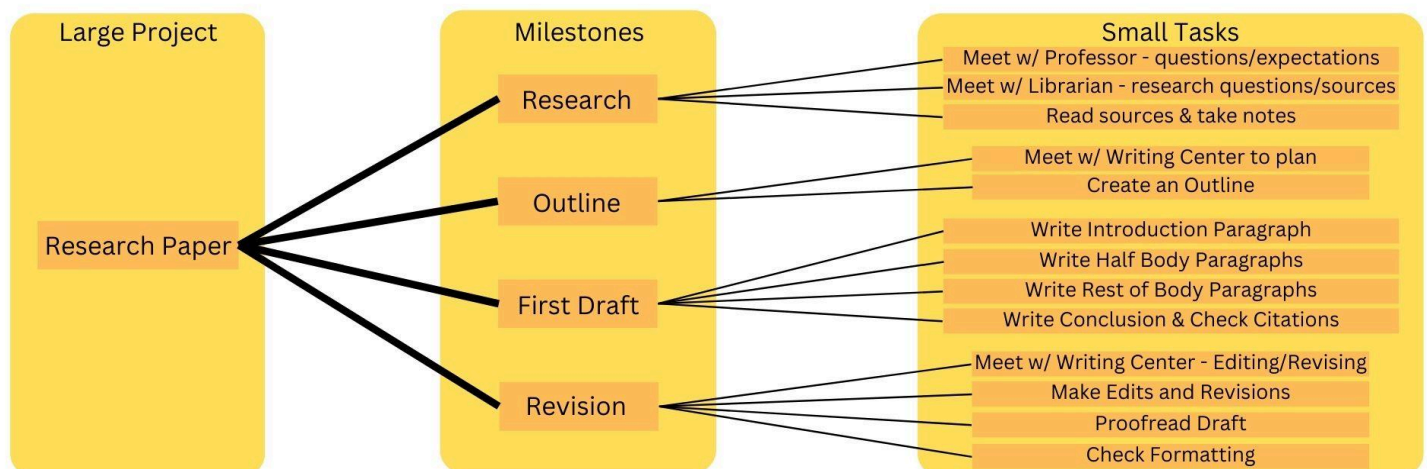 Large Project
Research Paper
Milestones
Research
Outline
First Draft
Revision
Small Tasks
Meet w/ Professor - questions/expectations
Meet w/ Librarian - research questions/sources
Read sources & take notes
Meet w/ Writing Center to plan
Create an Outline
Write Introduction Paragraph
Write Half Body Paragraphs
Write Rest of Body Paragraphs
Write Conclusion & Check Citations
Meet w/ Writing Center - Editing/Revising
Make Edits and Revisions
Proofread Draft
Check Formatting